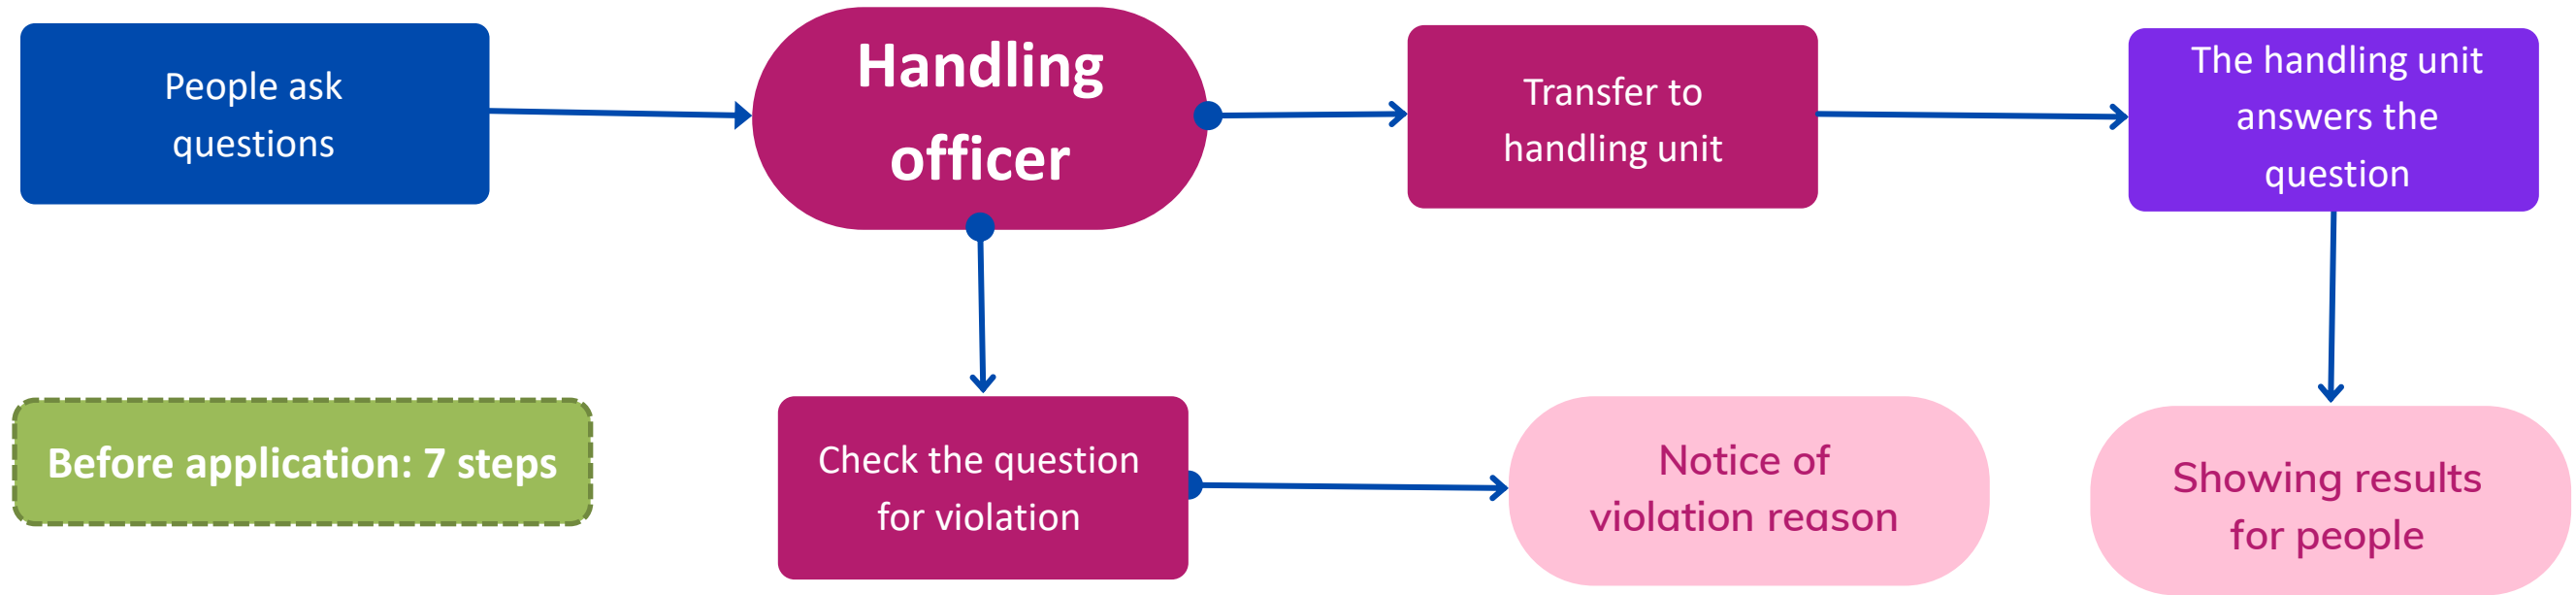 People ask
questions
Handling
officer
Transfer to
handling unit
The handling unit
answers the
question
Before application: 7 steps
Check the question
for violation
Notice of
violation reason
Showing results
for people